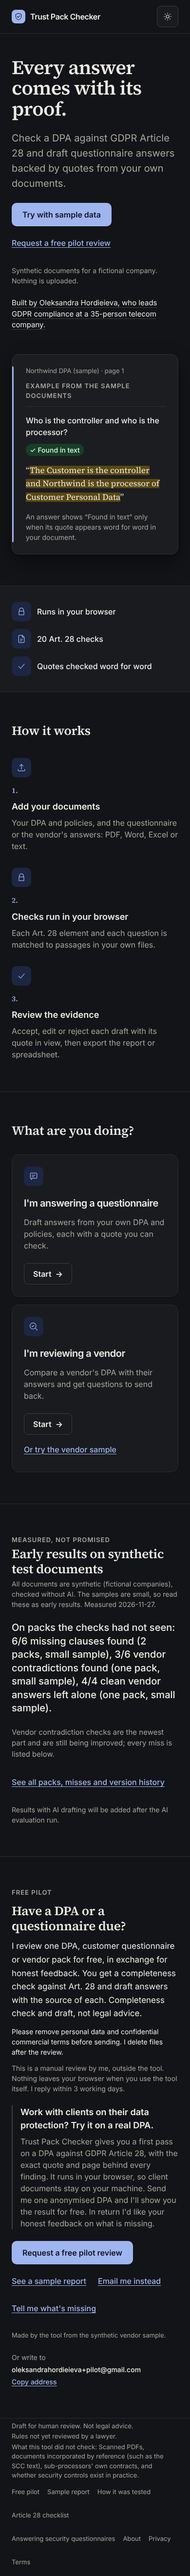 Trust Pack Checker
Every answer
comes with its
proof.
Check a DPA against GDPR Article
28 and draft questionnaire answers
backed by quotes from your own
documents.
Try with sample data
Request a free pilot review
Synthetic documents for a fictional company.
Nothing is uploaded.
Built by Oleksandra Hordieieva, who leads
GDPR compliance at a 35-person telecom
company.
Northwind DPA (sample) · page 1
EXAMPLE FROM THE SAMPLE
DOCUMENTS
Who is the controller and who is the
processor?
✓ Found in text
"The Customer is the controller
and Northwind is the processor of
Customer Personal Data"
An answer shows "Found in text" only
when its quote appears word for word in
your document.
Runs in your browser
20 Art. 28 checks
Quotes checked word for word
How it works
1.
Add your documents
Your DPA and policies, and the questionnaire
or the vendor's answers: PDF, Word, Excel or
text.
2.
Checks run in your browser
Each Art. 28 element and each question is
matched to passages in your own files.
3.
Review the evidence
Accept, edit or reject each draft with its
quote in view, then export the report or
spreadsheet.
What are you doing?
I'm answering a questionnaire
Draft answers from your own DPA and
policies, each with a quote you can
check.
Start →
I'm reviewing a vendor
Compare a vendor's DPA with their
answers and get questions to send
back.
Start →
Or try the vendor sample
MEASURED, NOT PROMISED
Early results on synthetic
test documents
All documents are synthetic (fictional companies),
checked without AI. The samples are small, so read
these as early results. Measured 2026-11-27.
On packs the checks had not seen:
6/6 missing clauses found (2
packs, small sample), 3/6 vendor
contradictions found (one pack,
small sample), 4/4 clean vendor
answers left alone (one pack, small
sample).
Vendor contradiction checks are the newest
part and are still being improved; every miss is
listed below.
See all packs, misses and version history
Results with AI drafting will be added after the AI
evaluation run.
FREE PILOT
Have a DPA or a
questionnaire due?
I review one DPA, customer questionnaire
or vendor pack for free, in exchange for
honest feedback. You get a completeness
check against Art. 28 and draft answers
with the source of each. Completeness
check and draft, not legal advice.
Please remove personal data and confidential
commercial terms before sending. I delete files
after the review.
This is a manual review by me, outside the tool.
Nothing leaves your browser when you use the tool
itself. I reply within 3 working days.
Work with clients on their data
protection? Try it on a real DPA.
Trust Pack Checker gives you a first pass
on a DPA against GDPR Article 28, with the
exact quote and page behind every
finding. It runs in your browser, so client
documents stay on your machine. Send
me one anonymised DPA and I'll show you
the result for free. In return I'd like your
honest feedback on what is missing.
Request a free pilot review
See a sample report Email me instead
Tell me what's missing
Made by the tool from the synthetic vendor sample.
Or write to
oleksandrahordieieva+pilot@gmail.com
Copy address
Draft for human review. Not legal advice.
Rules not yet reviewed by a lawyer.
What this tool did not check: Scanned PDFs,
documents incorporated by reference (such as the
SCC text), sub-processors' own contracts, and
whether security controls exist in practice.
Free pilot Sample report How it was tested
Article 28 checklist
Answering security questionnaires About Privacy
Terms